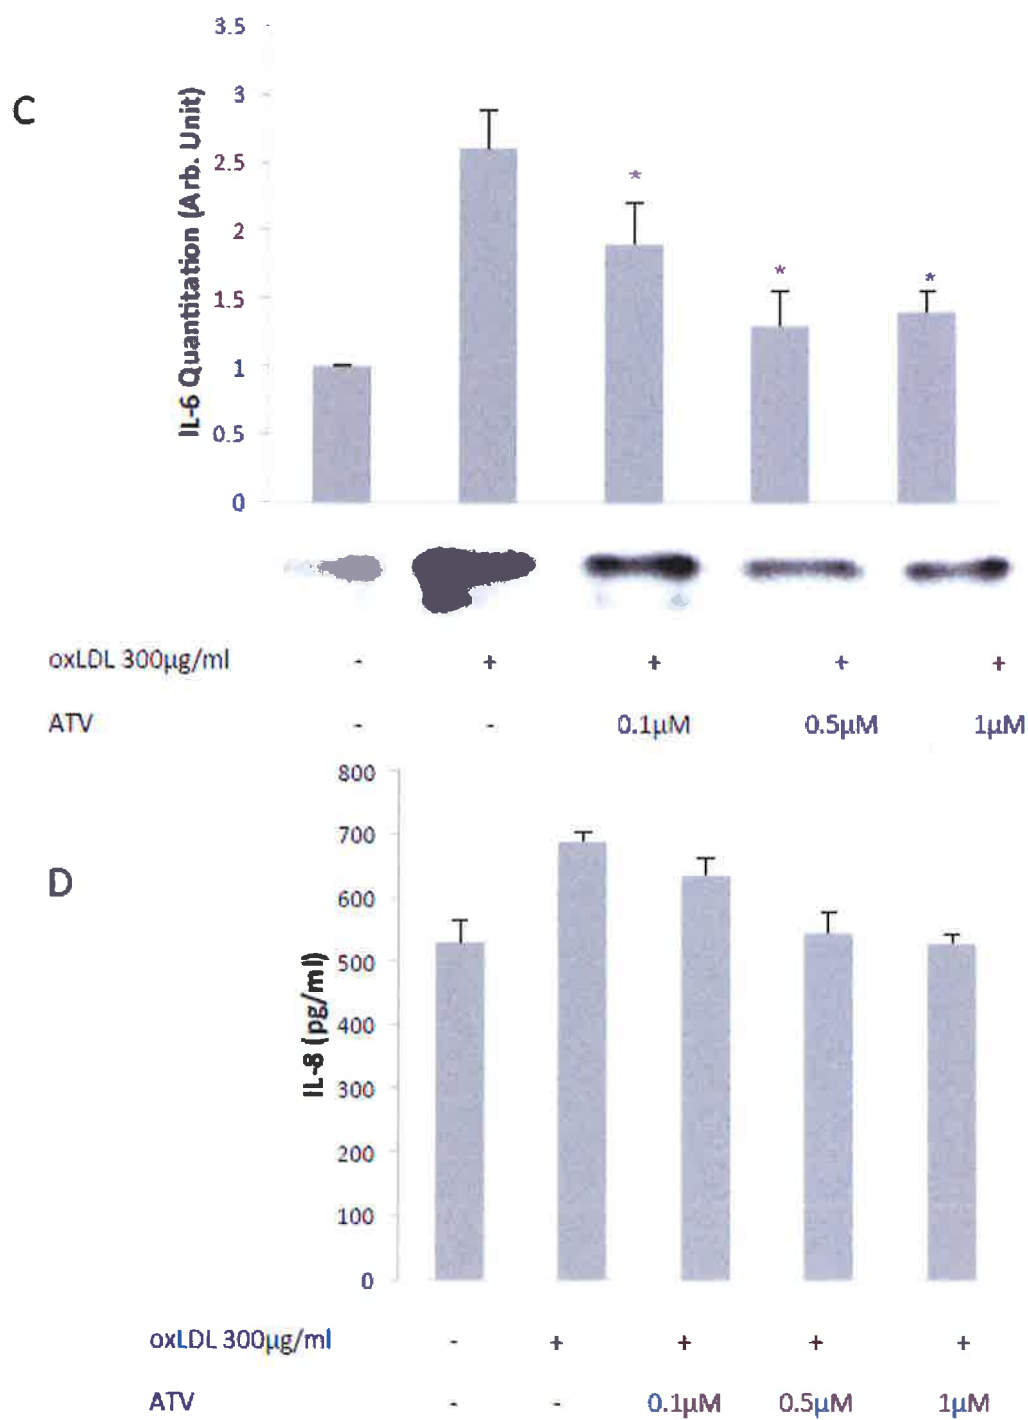 C
IL-6 Quantitation (Arb. Unit)
3.5
3
2.5
2
1.5
1
0.5
0
* * *
oxLDL 300µg/ml - + + + +
ATV - - 0.1µM 0.5µM 1µM
D
IL-8 (pg/ml)
800
700
600
500
400
300
200
100
0
oxLDL 300µg/ml - + + + +
ATV - - 0.1µM 0.5µM 1µM